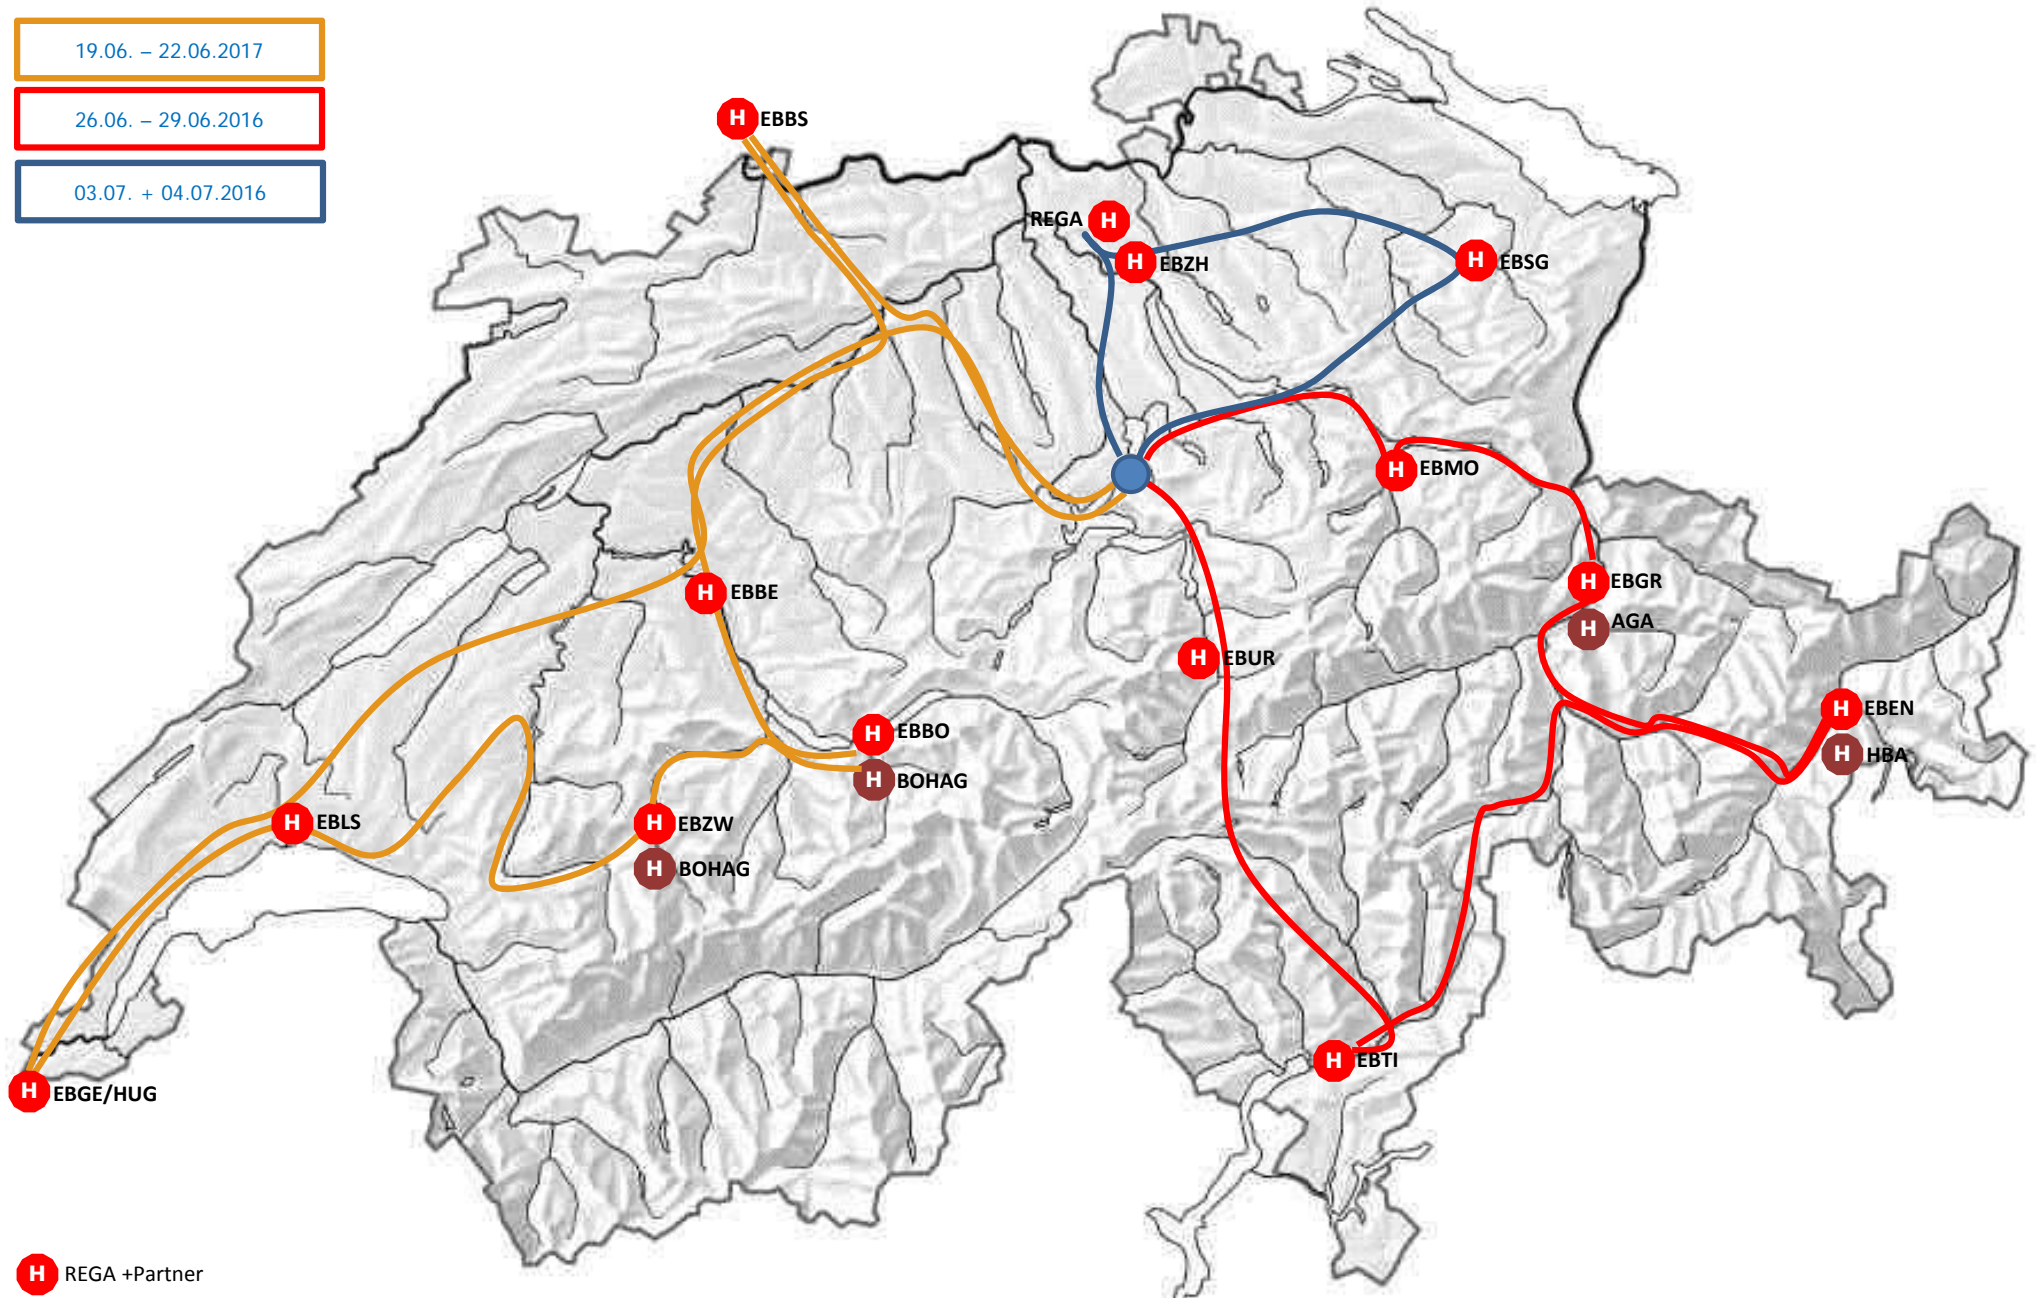 19.06. – 22.06.2017
26.06. – 29.06.2016
03.07. + 04.07.2016
H EBBS
REGA H
H EBZH
H EBSG
H EBMO
H EBGR
H AGA
H EBBE
H EBUR
H EBEN
H HBA
H EBBO
H BOHAG
H EBLS
H EBZW
H BOHAG
H EBTI
H EBGE/HUG
H REGA +Partner